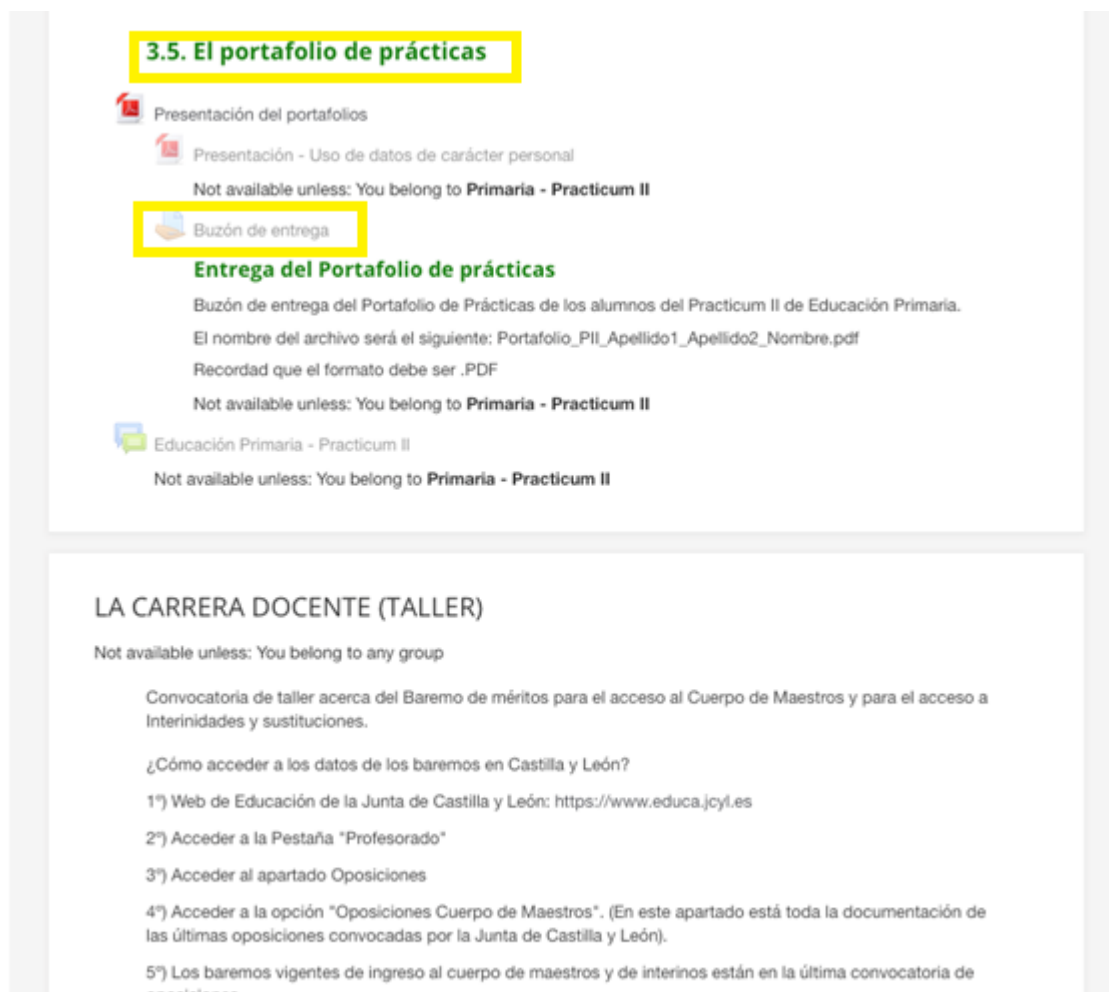 3.5. El portafolio de prácticas
Presentación del portafolios
Presentación - Uso de datos de carácter personal
Not available unless: You belong to Primaria - Practicum II
Buzón de entrega
Entrega del Portafolio de prácticas
Buzón de entrega del Portafolio de Prácticas de los alumnos del Practicum II de Educación Primaria.
El nombre del archivo será el siguiente: Portafolio_PII_Apellido1_Apellido2_Nombre.pdf
Recordad que el formato debe ser .PDF
Not available unless: You belong to Primaria - Practicum II
Educación Primaria - Practicum II
Not available unless: You belong to Primaria - Practicum II
LA CARRERA DOCENTE (TALLER)
Not available unless: You belong to any group
Convocatoria de taller acerca del Baremo de méritos para el acceso al Cuerpo de Maestros y para el acceso a
Interinidades y sustituciones.
¿Cómo acceder a los datos de los baremos en Castilla y León?
1º) Web de Educación de la Junta de Castilla y León: https://www.educa.jcyl.es
2º) Acceder a la Pestaña "Profesorado"
3º) Acceder al apartado Oposiciones
4º) Acceder a la opción "Oposiciones Cuerpo de Maestros". (En este apartado está toda la documentación de
las últimas oposiciones convocadas por la Junta de Castilla y León).
5º) Los baremos vigentes de ingreso al cuerpo de maestros y de interinos están en la última convocatoria de